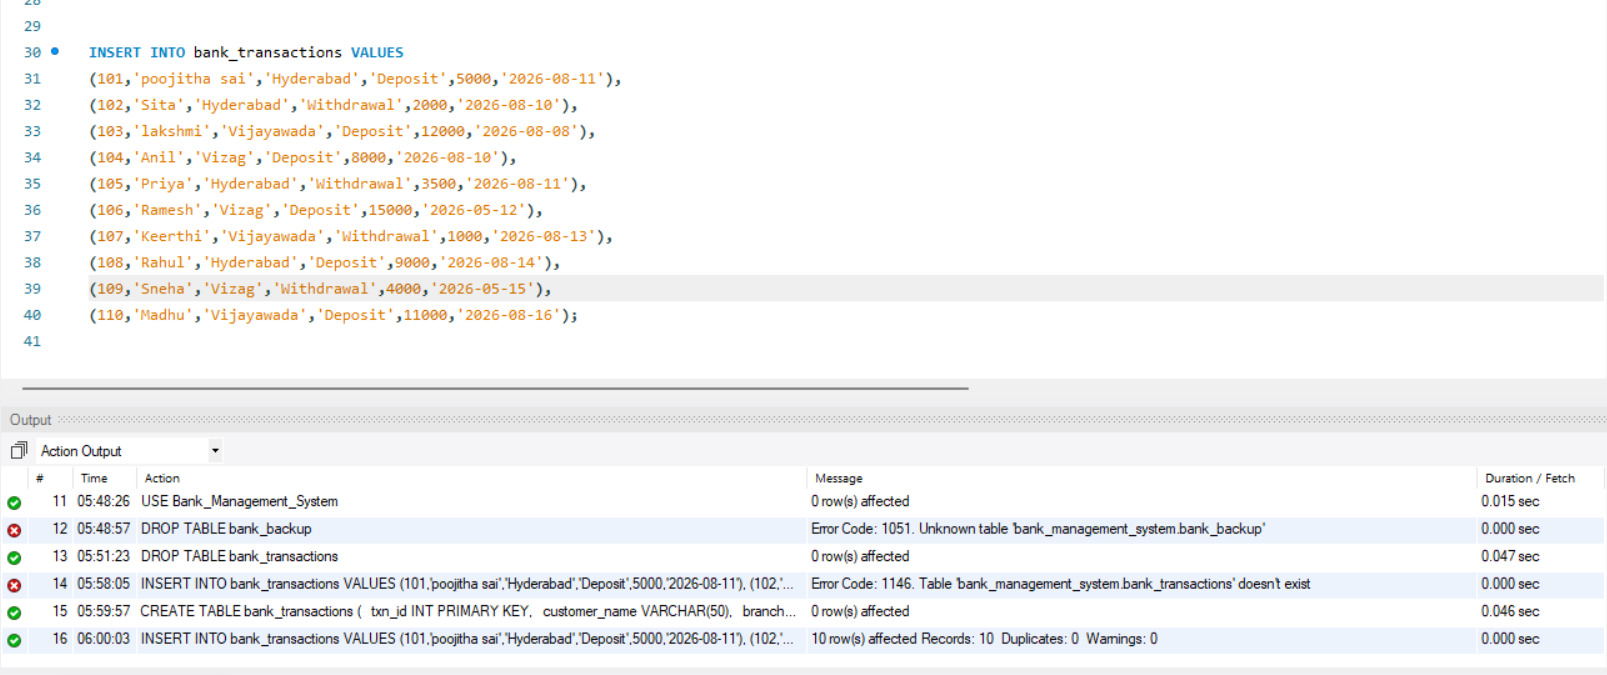 28
29
30 INSERT INTO bank_transactions VALUES
31 (101,'poojitha sai','Hyderabad','Deposit',5000,'2026-08-11'),
32 (102,'Sita','Hyderabad','Withdrawal',2000,'2026-08-10'),
33 (103,'lakshmi','Vijayawada','Deposit',12000,'2026-08-08'),
34 (104,'Anil','Vizag','Deposit',8000,'2026-08-10'),
35 (105,'Priya','Hyderabad','Withdrawal',3500,'2026-08-11'),
36 (106,'Ramesh','Vizag','Deposit',15000,'2026-05-12'),
37 (107,'Keerthi','Vijayawada','Withdrawal',1000,'2026-08-13'),
38 (108,'Rahul','Hyderabad','Deposit',9000,'2026-08-14'),
39 (109,'Sneha','Vizag','Withdrawal',4000,'2026-05-15'),
40 (110,'Madhu','Vijayawada','Deposit',11000,'2026-08-16');
41
Output
Action Output
# Time Action Message Duration / Fetch
11 05:48:26 USE Bank_Management_System 0 row(s) affected 0.015 sec
12 05:48:57 DROP TABLE bank_backup Error Code: 1051. Unknown table 'bank_management_system.bank_backup' 0.000 sec
13 05:51:23 DROP TABLE bank_transactions 0 row(s) affected 0.047 sec
14 05:58:05 INSERT INTO bank_transactions VALUES (101,'poojitha sai','Hyderabad','Deposit',5000,'2026-08-11'), (102,'... Error Code: 1146. Table 'bank_management_system.bank_transactions' doesn't exist 0.000 sec
15 05:59:57 CREATE TABLE bank_transactions ( txn_id INT PRIMARY KEY, customer_name VARCHAR(50), branch... 0 row(s) affected 0.046 sec
16 06:00:03 INSERT INTO bank_transactions VALUES (101,'poojitha sai','Hyderabad','Deposit',5000,'2026-08-11'), (102,'... 10 row(s) affected Records: 10 Duplicates: 0 Warnings: 0 0.000 sec